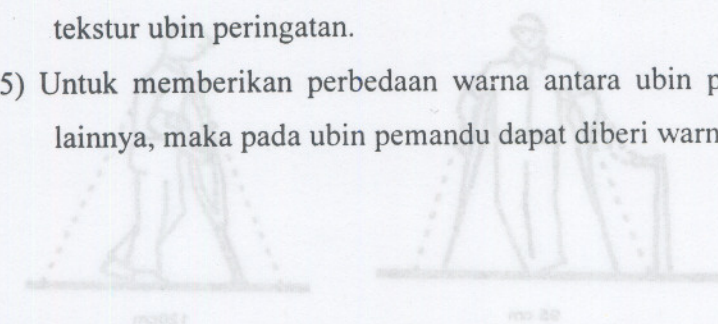 tekstur ubin peringatan.
5) Untuk memberikan perbedaan warna antara ubin p
lainnya, maka pada ubin pemandu dapat diberi warn